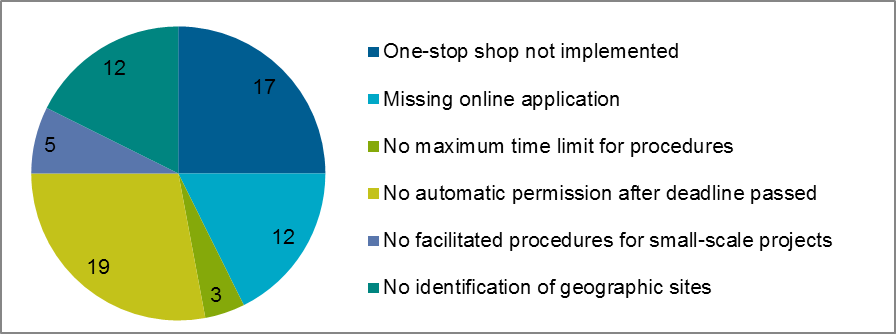 17
12
3
19
5
12
One-stop shop not implemented
Missing online application
No maximum time limit for procedures
No automatic permission after deadline passed
No facilitated procedures for small-scale projects
No identification of geographic sites